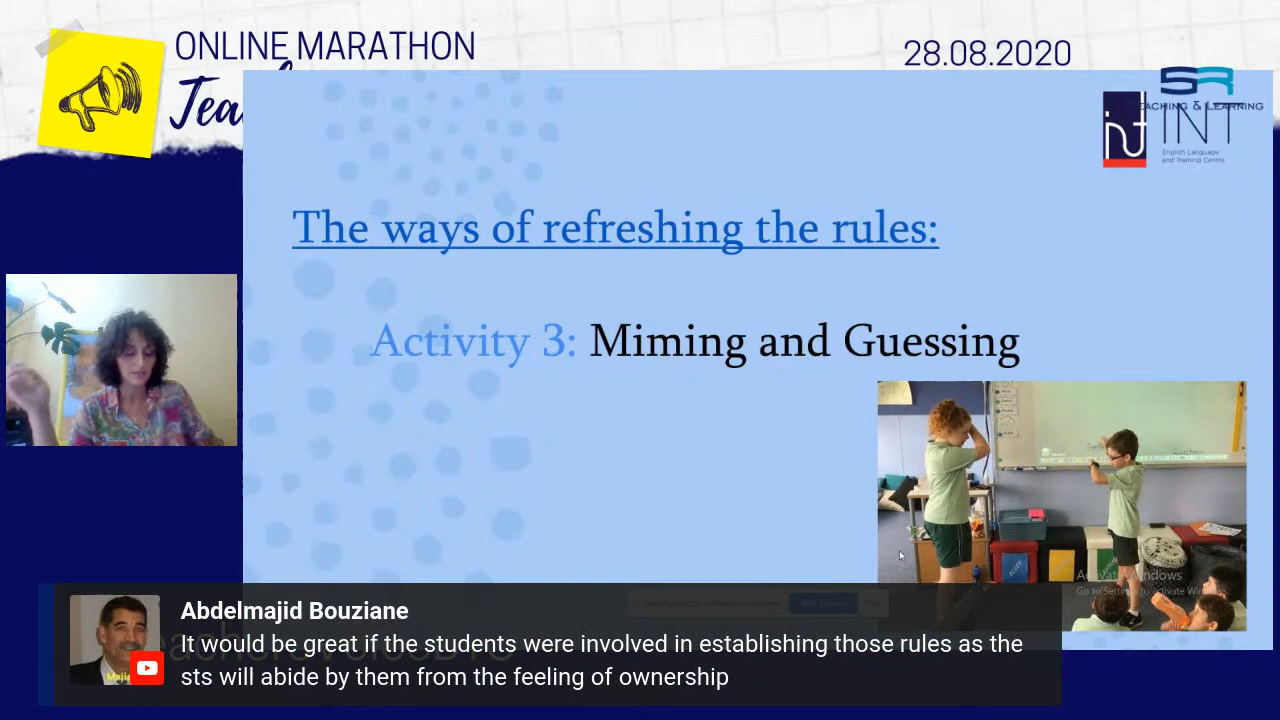 ONLINE MARATHON
28.08.2020
TEACHING & LEARNING
INT
English Language
and Training Centre
The ways of refreshing the rules:
Activity 3: Miming and Guessing
Activate Windows
Go to Settings to activate Windows.
Abdelmajid Bouziane
It would be great if the students were involved in establishing those rules as the
sts will abide by them from the feeling of ownership